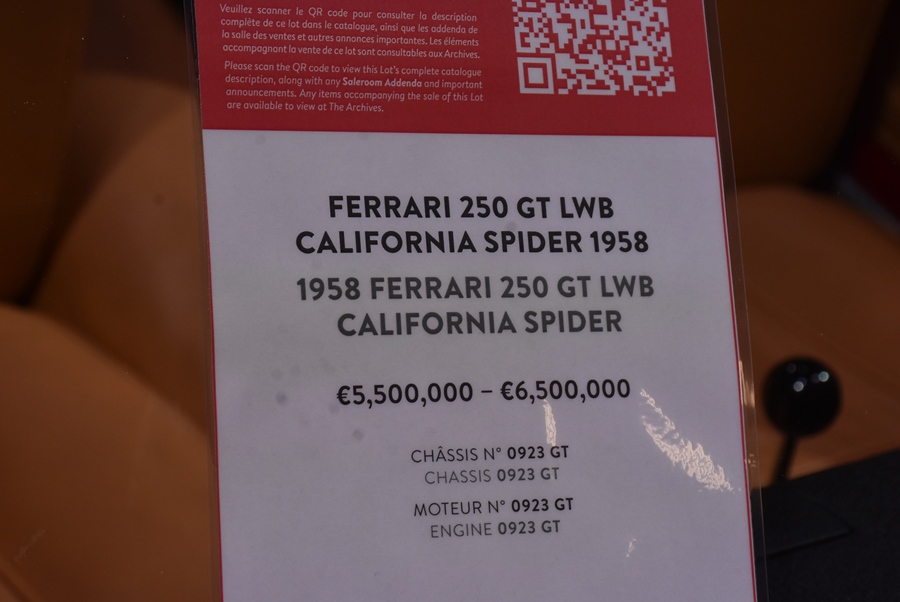 Veuillez scanner le QR code pour consulter la description
complète de ce lot dans le catalogue, ainsi que les addenda de
la salle des ventes et autres annonces importantes. Les éléments
accompagnant la vente de ce lot sont consultables aux Archives.
Please scan the QR code to view this Lot's complete catalogue
description, along with any Saleroom Addenda and important
announcements. Any items accompanying the sale of this Lot
are available to view at The Archives.
FERRARI 250 GT LWB
CALIFORNIA SPIDER 1958
1958 FERRARI 250 GT LWB
CALIFORNIA SPIDER
€5,500,000 – €6,500,000
CHÂSSIS N° 0923 GT
CHASSIS 0923 GT
MOTEUR N° 0923 GT
ENGINE 0923 GT